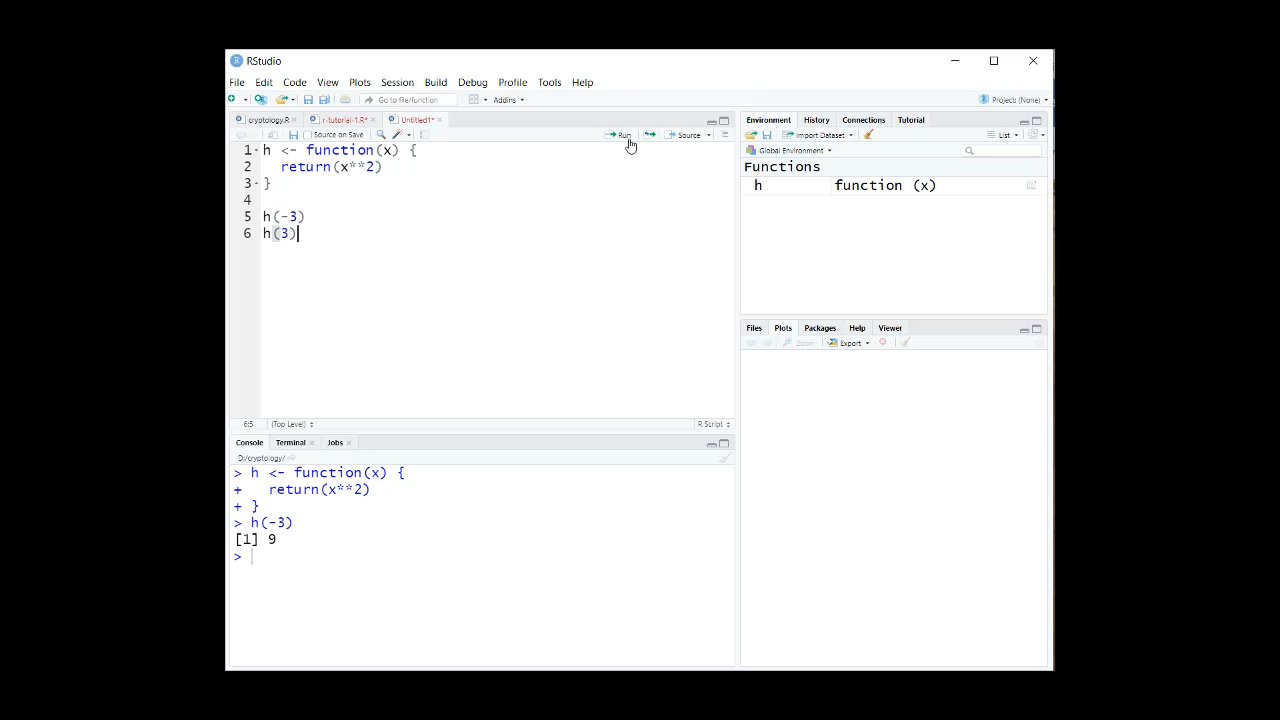 RStudio
File Edit Code View Plots Session Build Debug Profile Tools Help
Go to file/function Addins Project: (None)
cryptology.R r-tutorial-1.R* Untitled1*
Source on Save Run Source
1 h <- function(x) {
2 return(x**2)
3 }
4
5 h(-3)
6 h(3)
6:5 (Top Level) R Script
Console Terminal Jobs
D:/cryptology/
> h <- function(x) {
+ return(x**2)
+ }
> h(-3)
[1] 9
>
Environment History Connections Tutorial
Import Dataset List
Global Environment
Functions
h function (x)
Files Plots Packages Help Viewer
Zoom Export